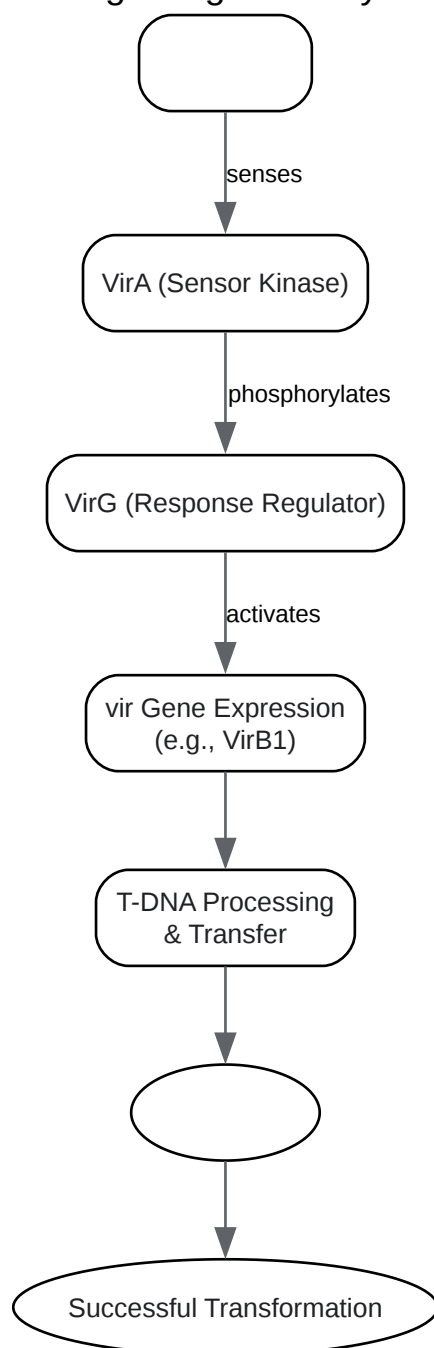 senses
VirA (Sensor Kinase)
phosphorylates
VirG (Response Regulator)
activates
vir Gene Expression
(e.g., VirB1)
T-DNA Processing
& Transfer
Successful Transformation